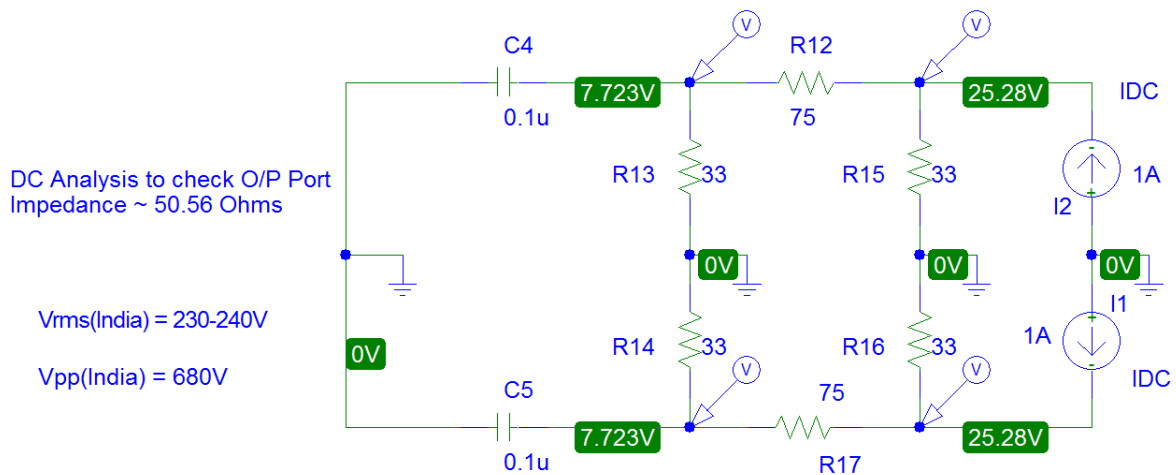 C4
R12
V
V
7.723V
25.28V
IDC
0.1u
75
DC Analysis to check O/P Port
Impedance ~ 50.56 Ohms
R13
33
R15
33
-
+
1A
I2
0V
0V
0V
Vrms(India) = 230-240V
Vpp(India) = 680V
0V
R14
33
R16
33
I1
+
-
1A
IDC
C5
75
V
V
7.723V
25.28V
0.1u
R17